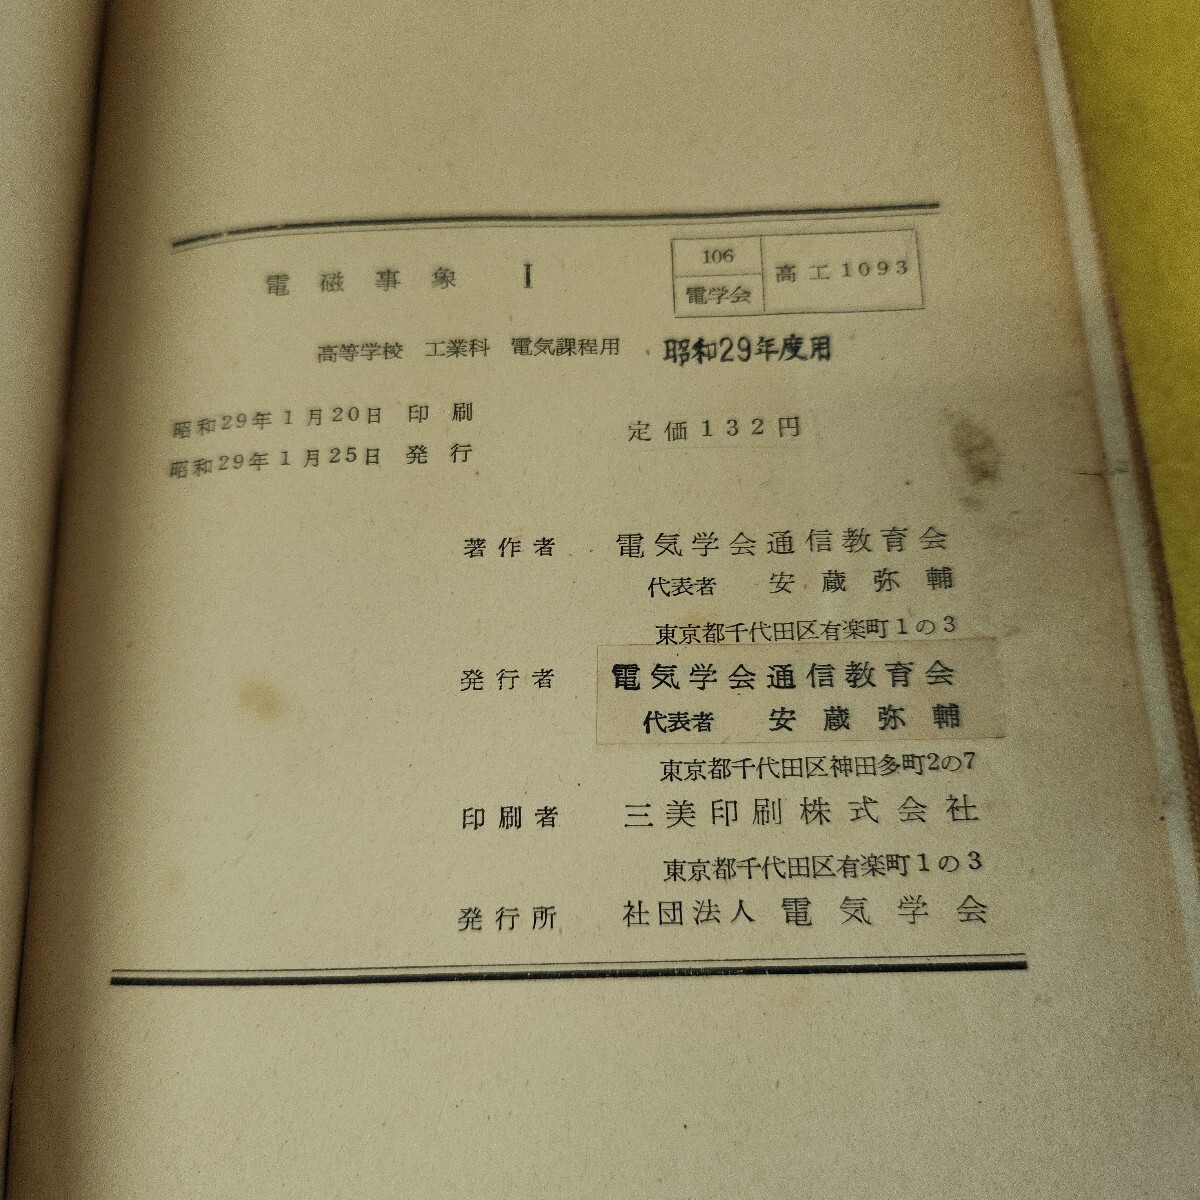 電磁事象 I
106
電学会
高工1093
高等学校 工業科 電気課程用 昭和29年度用
昭和29年1月20日 印刷
昭和29年1月25日 発行
定価132円
著作者 電気学会通信教育会
代表者 安蔵弥輔
東京都千代田区有楽町1の3
発行者 電気学会通信教育会
代表者 安蔵弥輔
東京都千代田区神田多町2の7
印刷者 三美印刷株式会社
東京都千代田区有楽町1の3
発行所 社団法人 電気学会